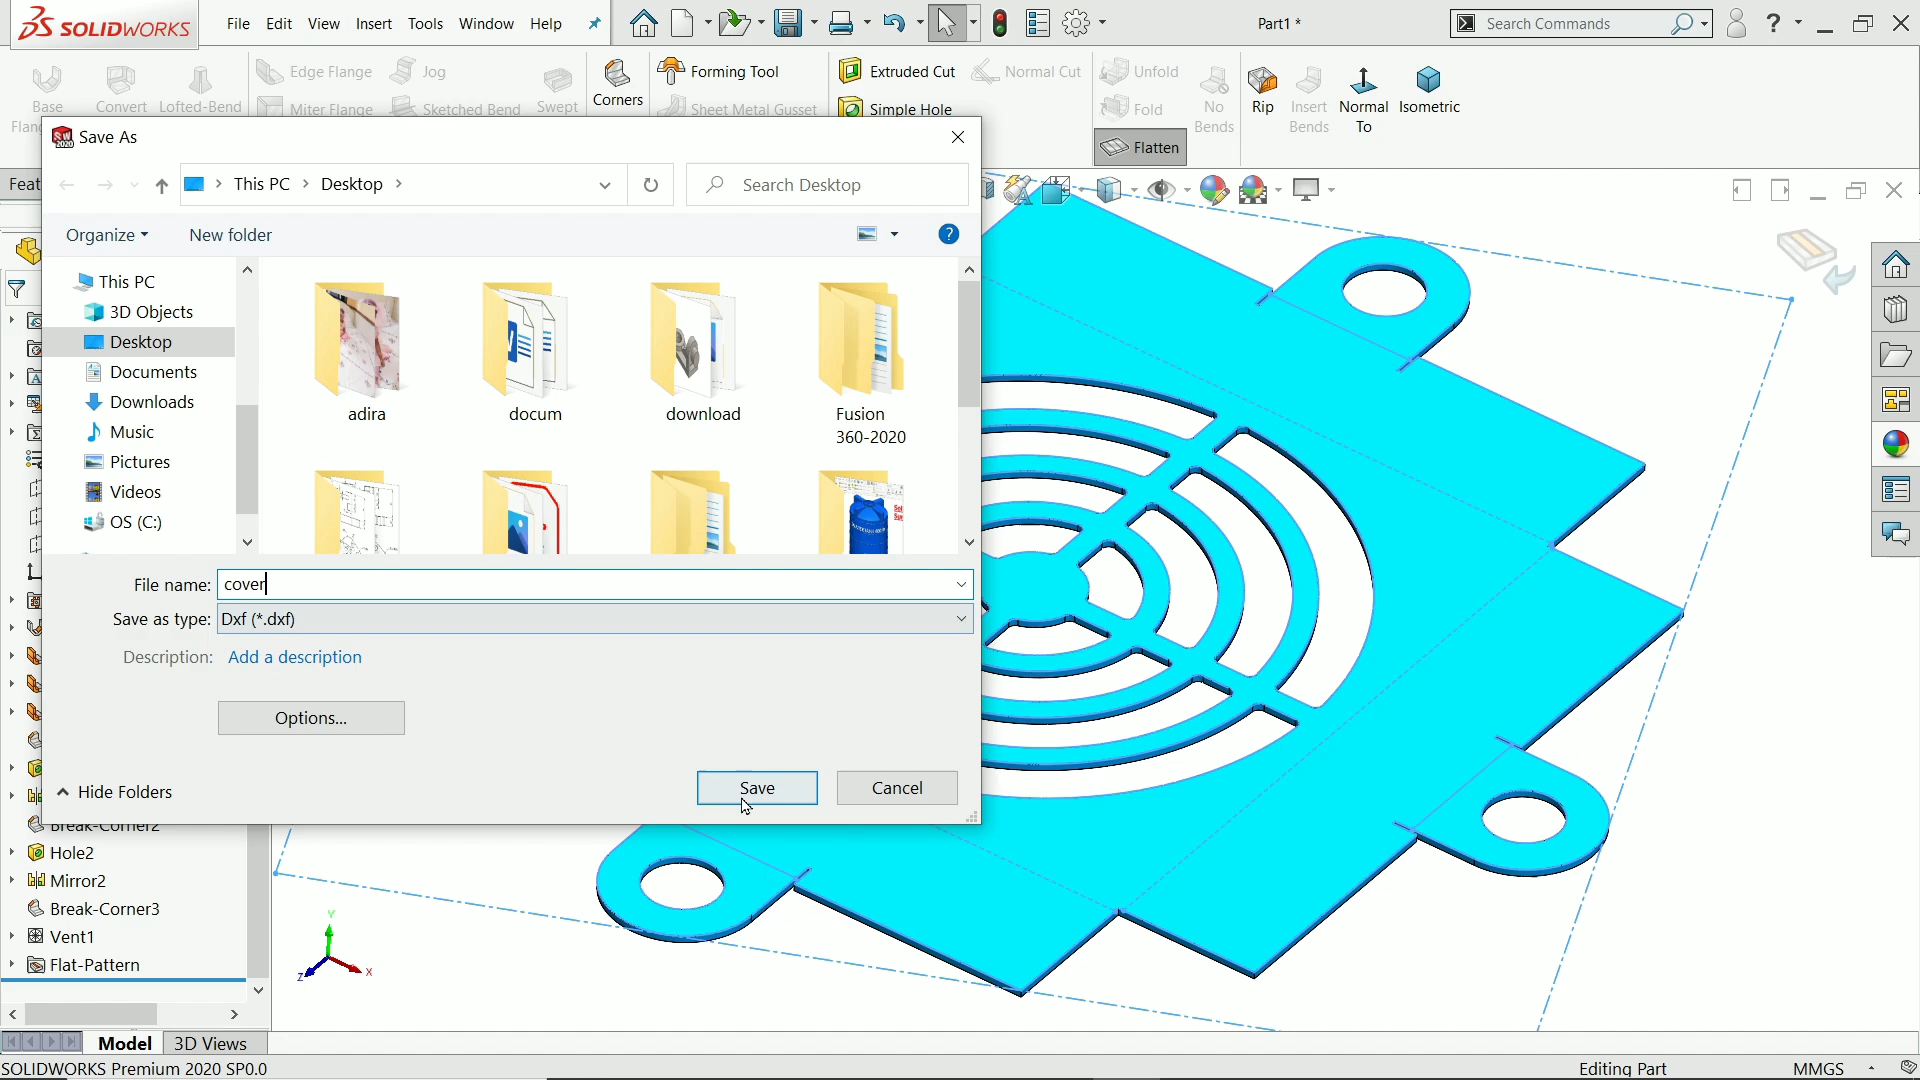 SOLIDWORKS File Edit View Insert Tools Window Help Part1 * Search Commands ?
Edge Flange Jog Forming Tool Extruded Cut Normal Cut Unfold
Base Convert Lofted-Bend Miter Flange Sketched Bend Swept Corners Sheet Metal Gusset Simple Hole Fold No Rip Insert Normal Isometric
Bends Bends To
Flatten
Save As
This PC Desktop Search Desktop
Feat
Organize New folder ?
This PC
3D Objects
Desktop
Documents
Downloads
Music
Pictures
Videos
OS (C:)
adira docum download Fusion
360-2020
File name: cover
Save as type: Dxf (*.dxf)
Description: Add a description
Options...
Save Cancel
Hide Folders
Break-Corner2
Hole2
Mirror2
Break-Corner3
Vent1
Flat-Pattern
Y
Z X
Model 3D Views
SOLIDWORKS Premium 2020 SP0.0 Editing Part MMGS